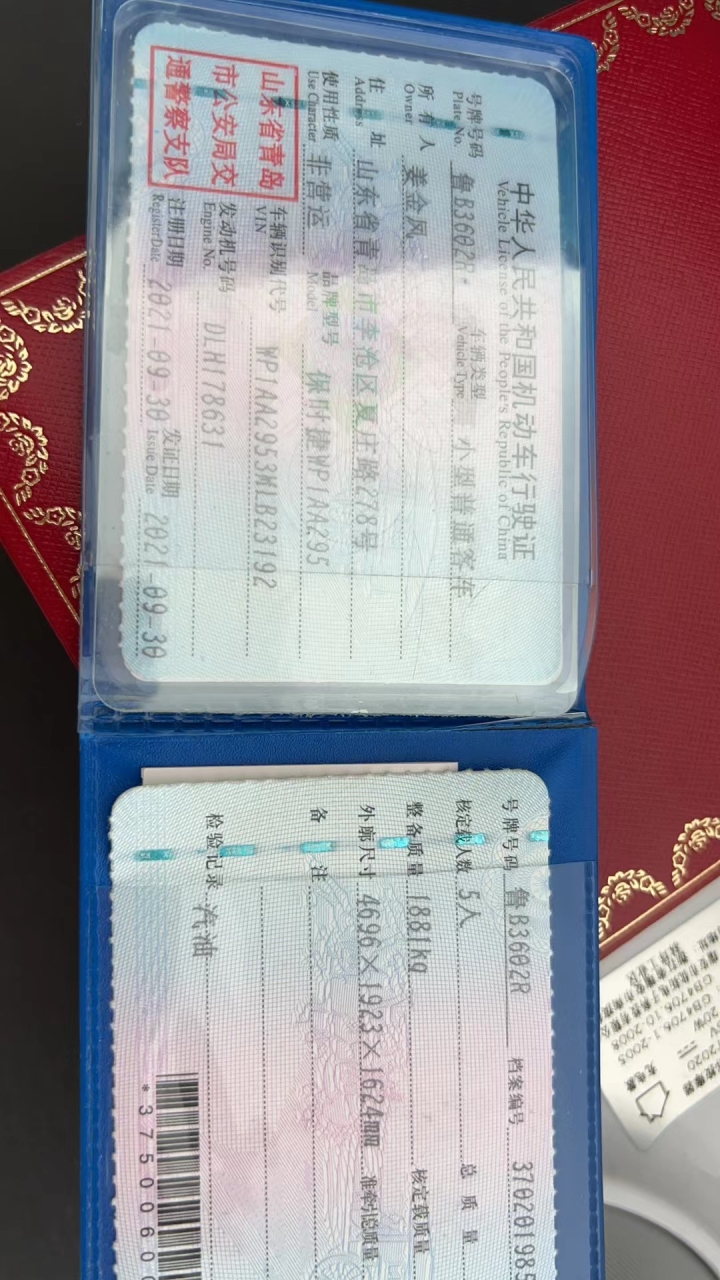 中华人民共和国机动车行驶证
Vehicle License of the People's Republic of China
号牌号码 鲁B3602R 车辆类型 小型普通客车
Plate No. Vehicle Type
所有人 姜金凤
Owner
住址 山东省青岛市李沧区夏庄路278号
Address
使用性质 非营运 品牌型号 保时捷WP1AA295
Use Character Model
山东省青岛
市公安局交
通警察支队
车辆识别代号 WP1AA2953MLB23192
VIN
发动机号码 DLH178631
Engine No.
注册日期 2021-09-30 发证日期 2021-09-30
Register Date Issue Date
号牌号码 鲁B3602R 档案编号 370201985
核定载人数 5人 总质量
整备质量 1881kg 核定载质量
外廓尺寸 4696×1923×1624mm 准牵引总质量
备注
检验记录 汽油
*3750060
GB4706.1-2005
GB4706.10-2008